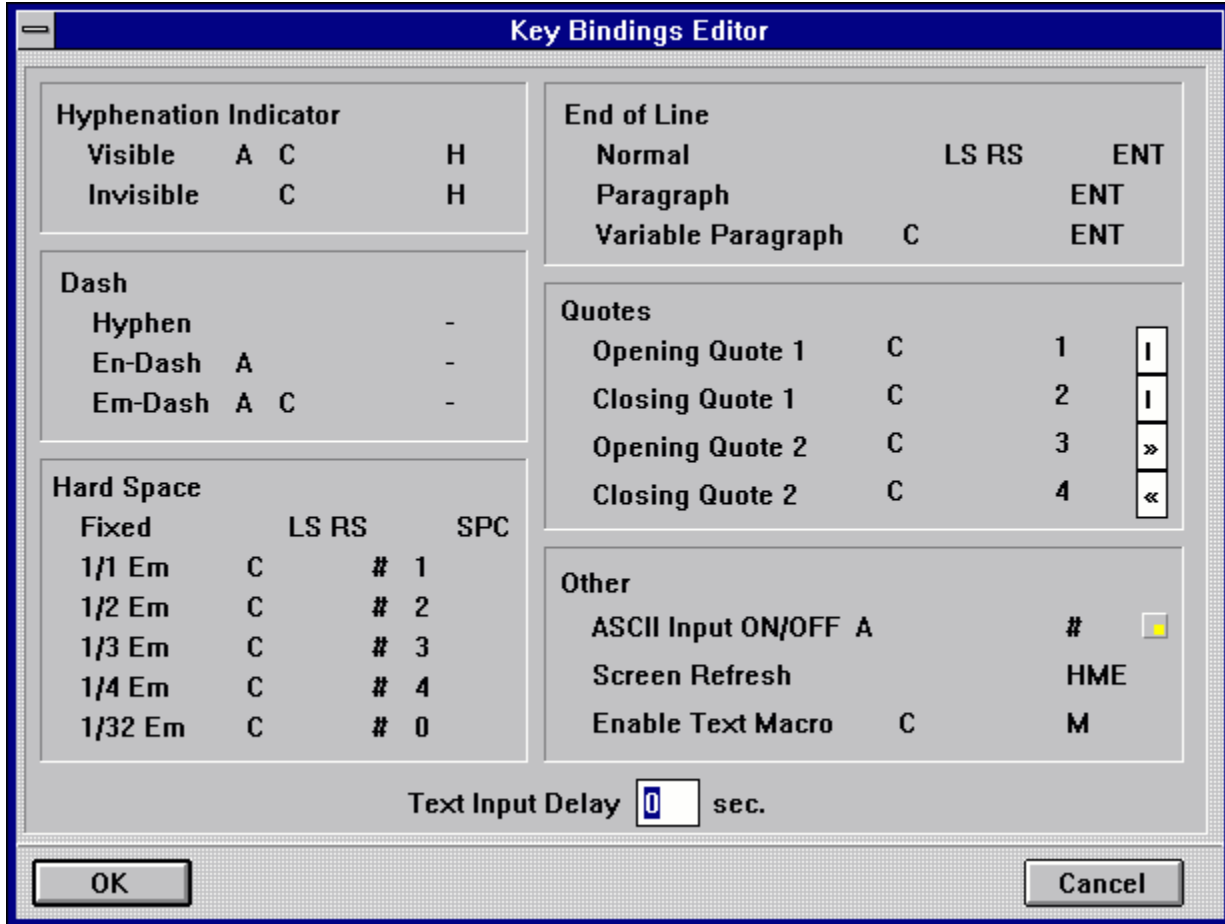 Key Bindings Editor
Hyphenation Indicator
Visible A C H
Invisible C H
Dash
Hyphen -
En-Dash A -
Em-Dash A C -
Hard Space
Fixed LS RS SPC
1/1 Em C # 1
1/2 Em C # 2
1/3 Em C # 3
1/4 Em C # 4
1/32 Em C # 0
End of Line
Normal LS RS ENT
Paragraph ENT
Variable Paragraph C ENT
Quotes
Opening Quote 1 C 1 I
Closing Quote 1 C 2 I
Opening Quote 2 C 3 »
Closing Quote 2 C 4 «
Other
ASCII Input ON/OFF A #
Screen Refresh HME
Enable Text Macro C M
Text Input Delay 0 sec.
OK
Cancel